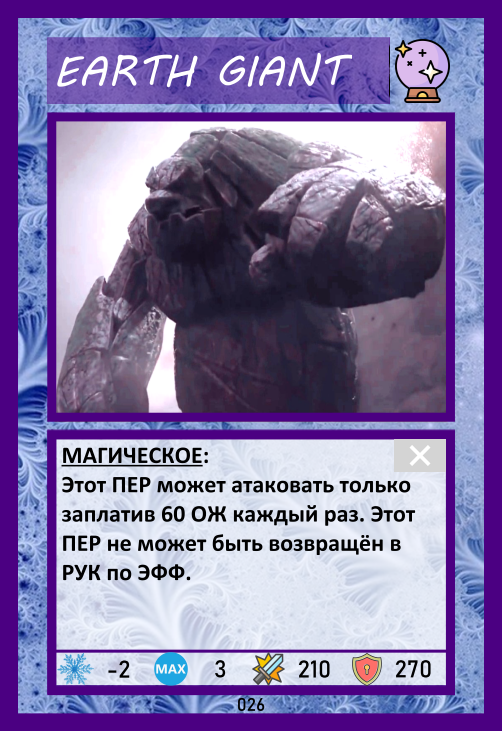 EARTH GIANT
МАГИЧЕСКОЕ:
Этот ПЕР может атаковать только
заплатив 60 ОЖ каждый раз. Этот
ПЕР не может быть возвращён в
РУК по ЭФФ.
-2 MAX 3 210 270
026